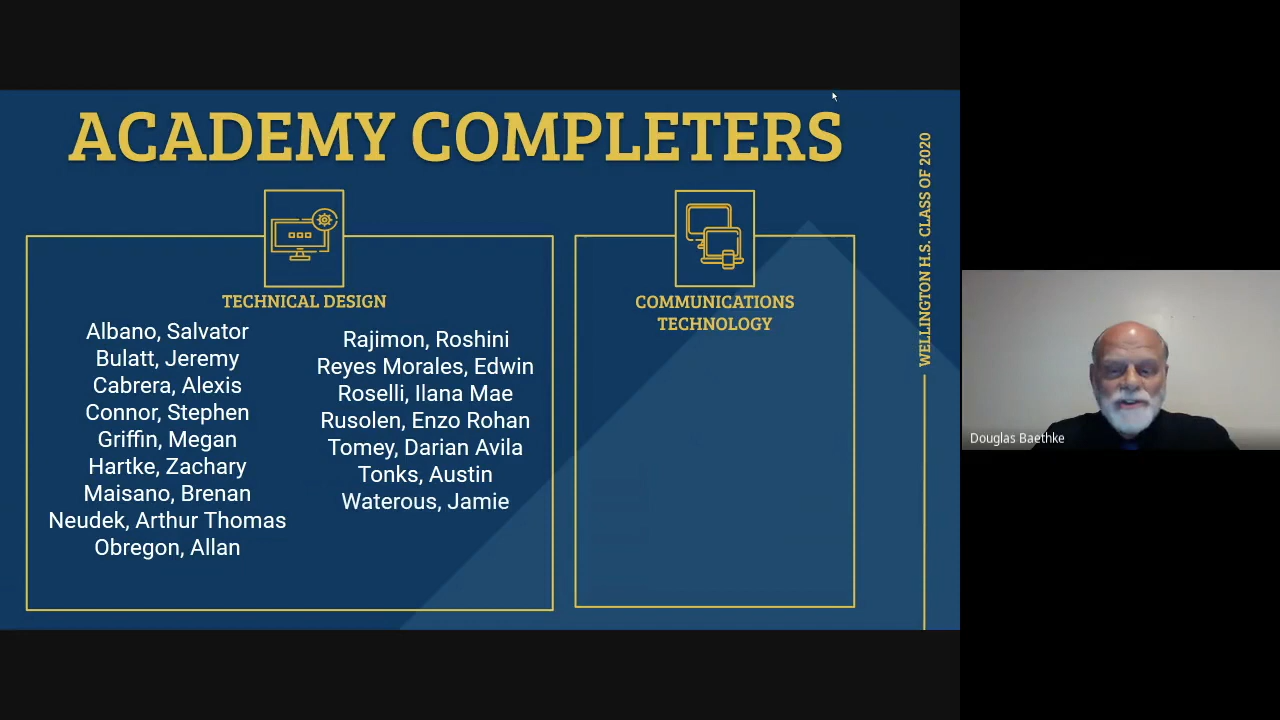 ACADEMY COMPLETERS
TECHNICAL DESIGN
Albano, Salvator
Bulatt, Jeremy
Cabrera, Alexis
Connor, Stephen
Griffin, Megan
Hartke, Zachary
Maisano, Brenan
Neudek, Arthur Thomas
Obregon, Allan
Rajimon, Roshini
Reyes Morales, Edwin
Roselli, Ilana Mae
Rusolen, Enzo Rohan
Tomey, Darian Avila
Tonks, Austin
Waterous, Jamie
COMMUNICATIONS
TECHNOLOGY
WELLINGTON H.S. CLASS OF 2020
Douglas Baethke